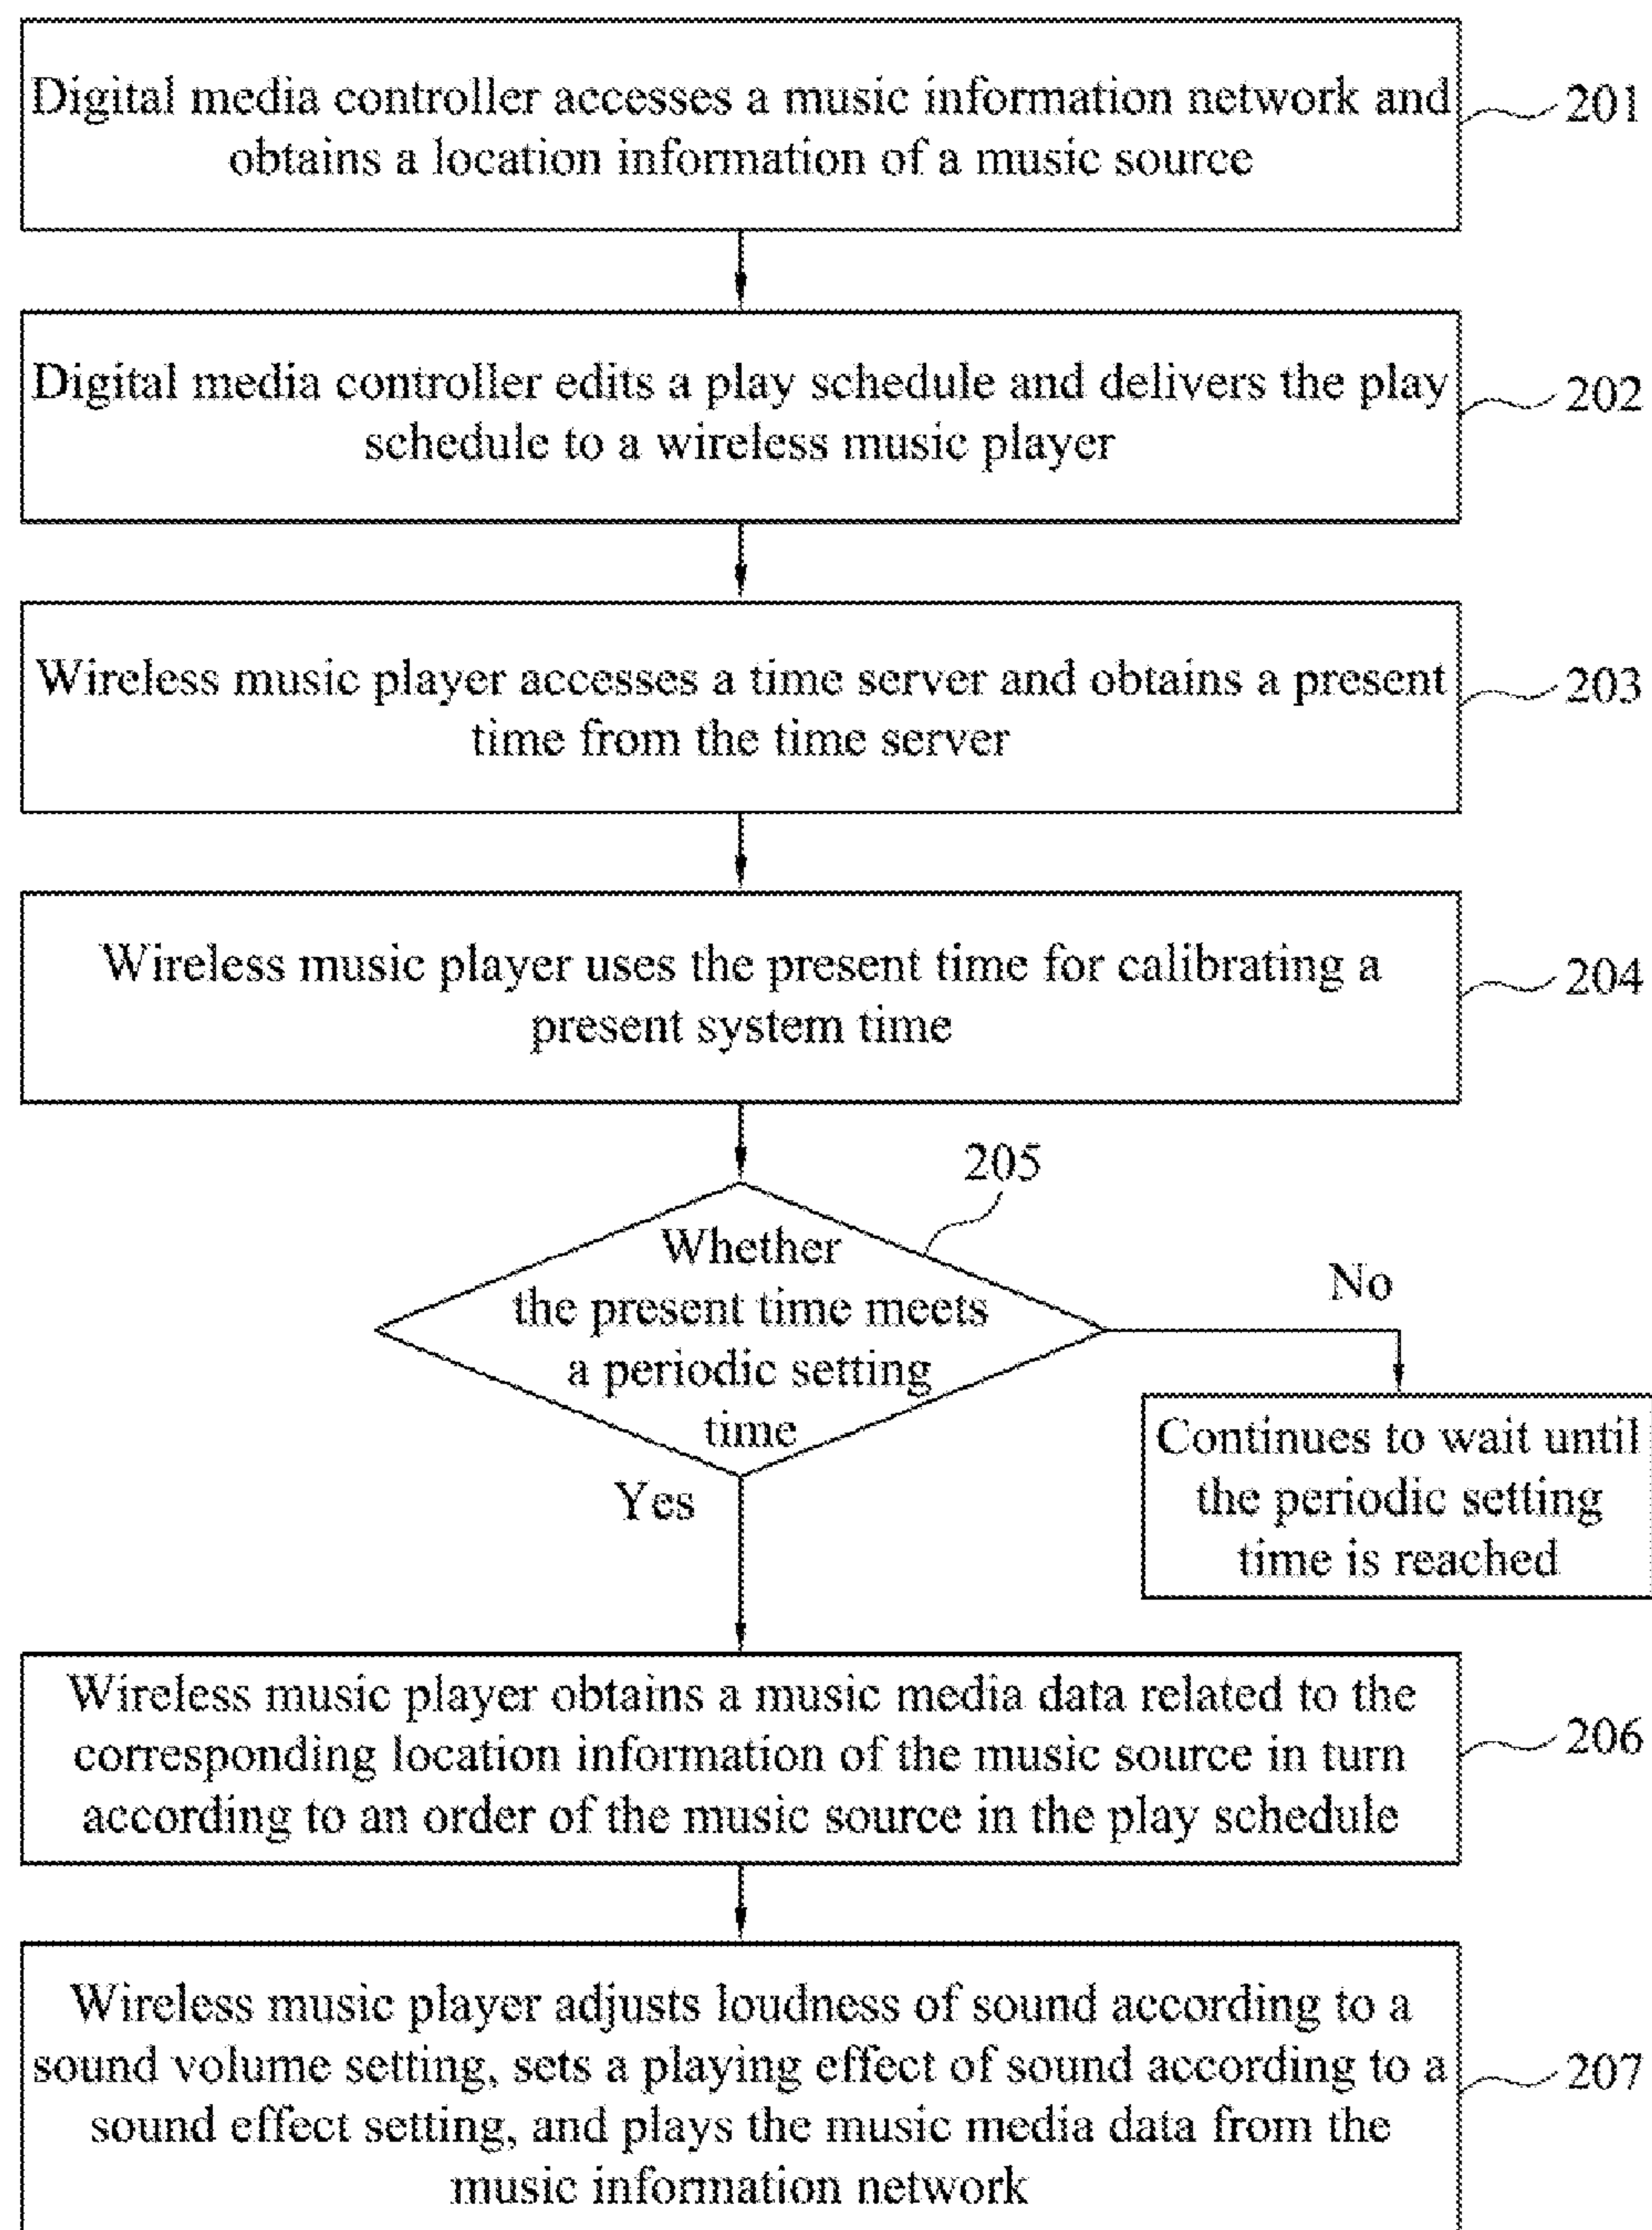 Digital media controller accesses a music information network and
obtains a location information of a music source
201
Digital media controller edits a play schedule and delivers the play
schedule to a wireless music player
202
Wireless music player accesses a time server and obtains a present
time from the time server
203
Wireless music player uses the present time for calibrating a
present system time
204
205
Whether
the present time meets
a periodic setting
time
No
Continues to wait until
the periodic setting
time is reached
Yes
Wireless music player obtains a music media data related to the
corresponding location information of the music source in turn
according to an order of the music source in the play schedule
206
Wireless music player adjusts loudness of sound according to a
sound volume setting, sets a playing effect of sound according to a
sound effect setting, and plays the music media data from the
music information network
207